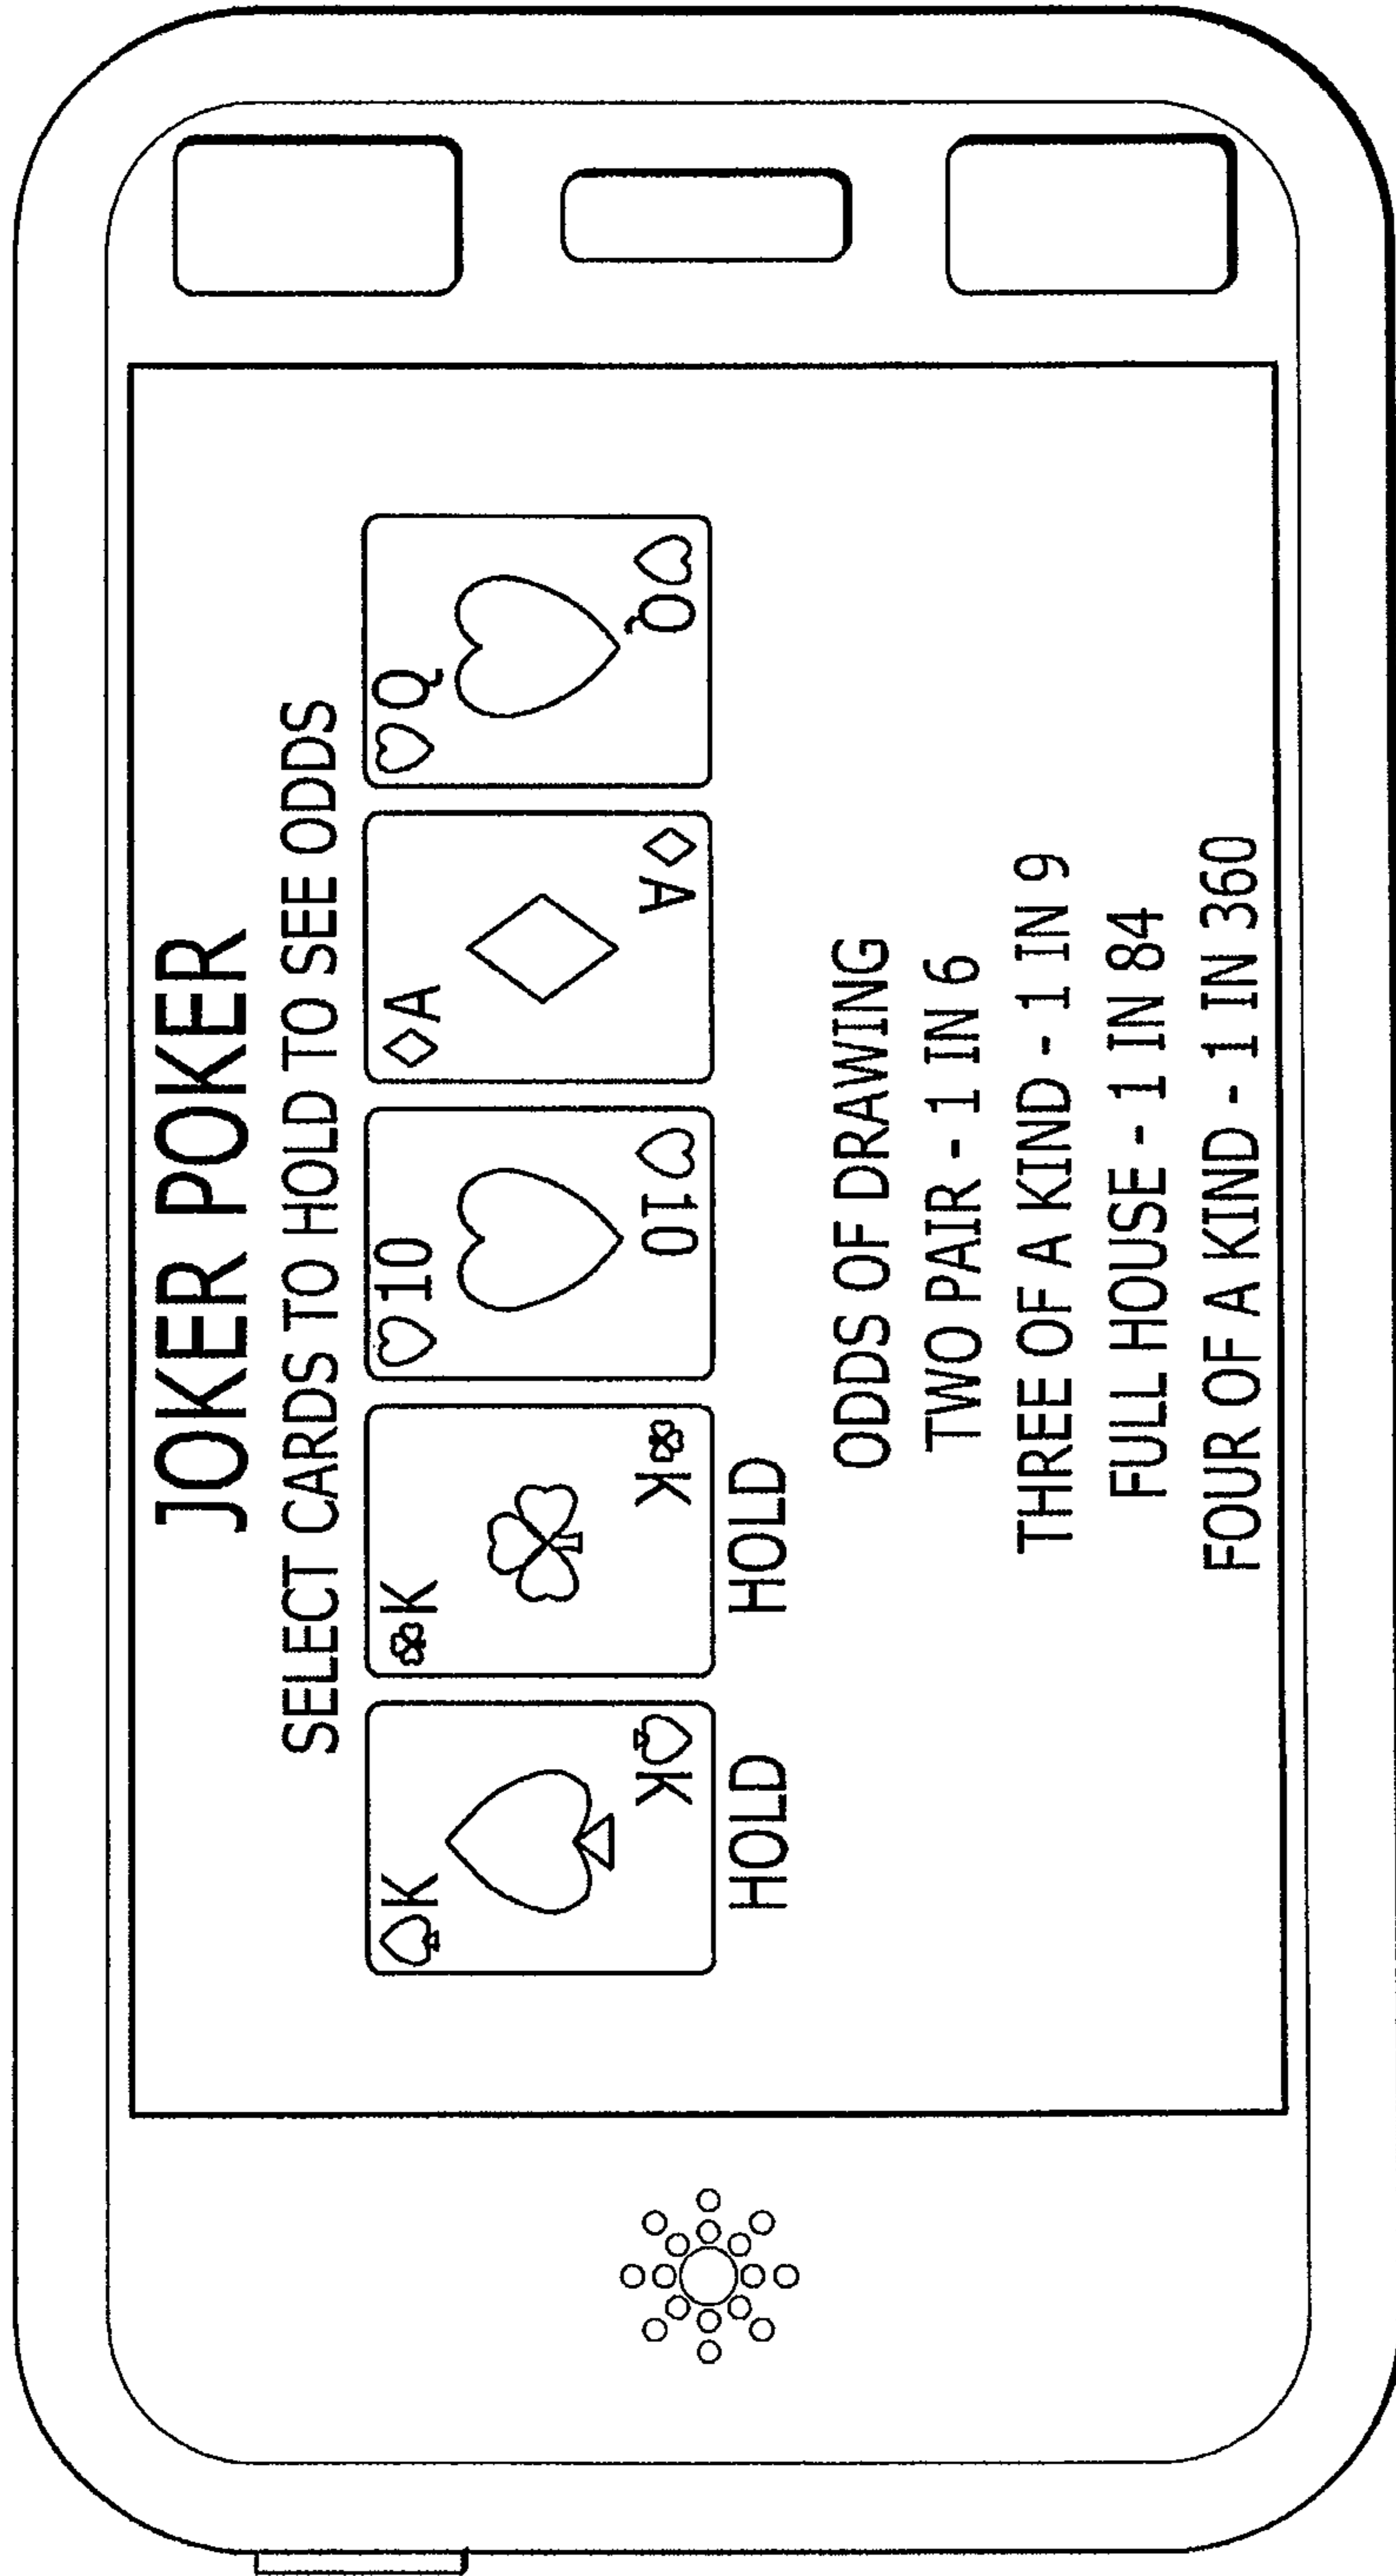 JOKER POKER
SELECT CARDS TO HOLD TO SEE ODDS
K K 10 A Q
K K 10 A Q
HOLD HOLD
ODDS OF DRAWING
TWO PAIR - 1 IN 6
THREE OF A KIND - 1 IN 9
FULL HOUSE - 1 IN 84
FOUR OF A KIND - 1 IN 360